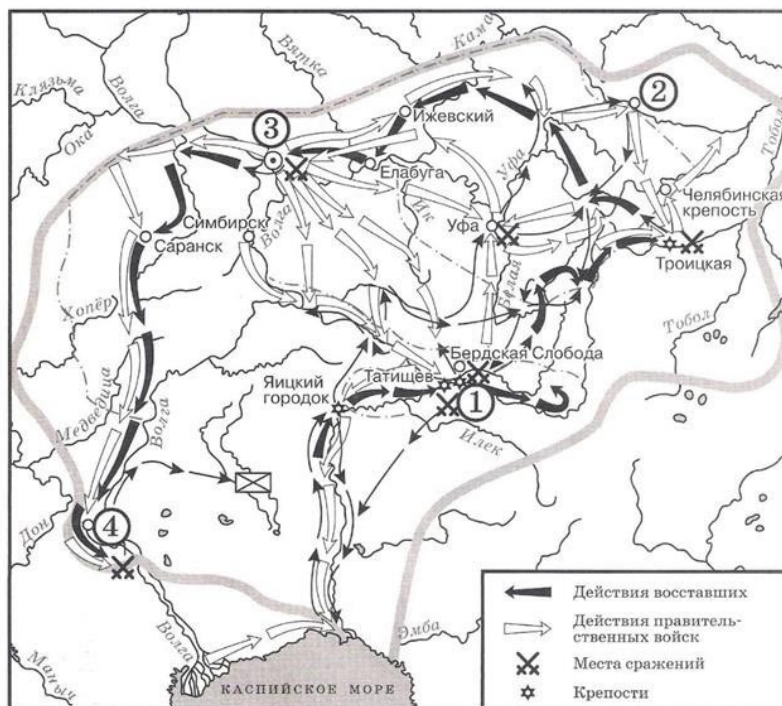 Клязьма
Волга
Вятка
Кама
Ока
③
Ижевский
②
Тобол
Елабуга
Уфа
Ик
Челябинская
крепость
Симбирск
Волга
Саранск
Уфа
Троицкая
Белая
Хопёр
Тобол
Бердская Слобода
Татищев
Яицкий
городок
①
Медведица
Волга
Илек
Дон
④
Волга
Эмба
Маныч
КАСПИЙСКОЕ МОРЕ
Действия восставших
Действия правитель-
ственных войск
Места сражений
Крепости